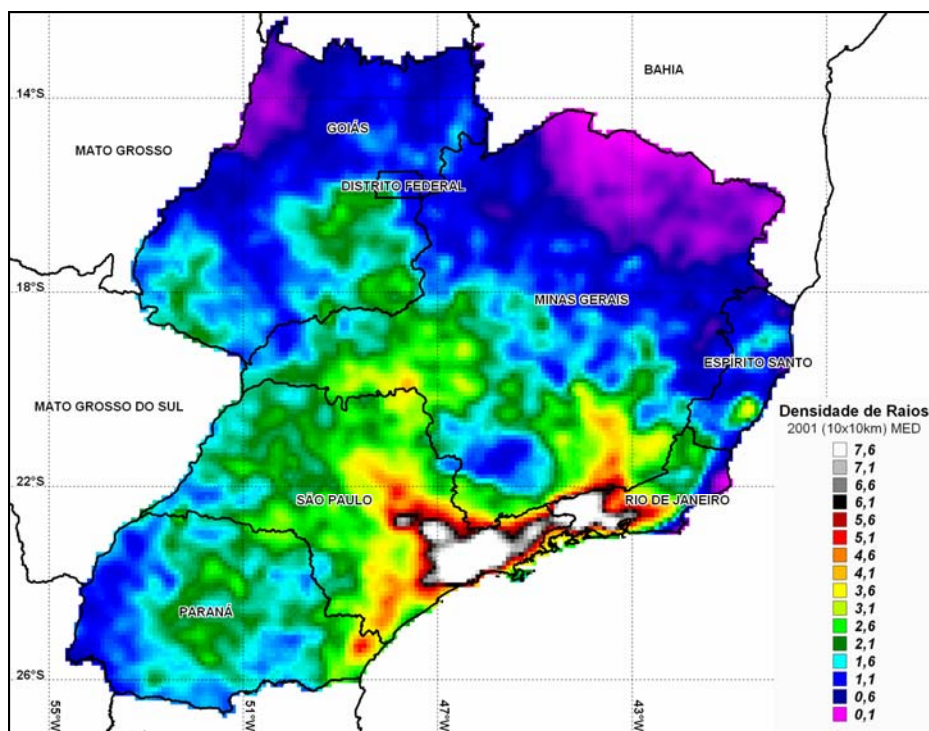 BAHIA
14°S
GOIÁS
MATO GROSSO
DISTRITO FEDERAL
18°S
MINAS GERAIS
ESPÍRITO SANTO
MATO GROSSO DO SUL
Densidade de Raios
2001 (10x10km) MED
7,6
7,1
6,6
6,1
5,6
5,1
4,6
4,1
3,6
3,1
2,6
2,1
1,6
1,1
0,6
0,1
22°S
SÃO PAULO
RIO DE JANEIRO
PARANÁ
26°S
55°W
51°W
47°W
43°W